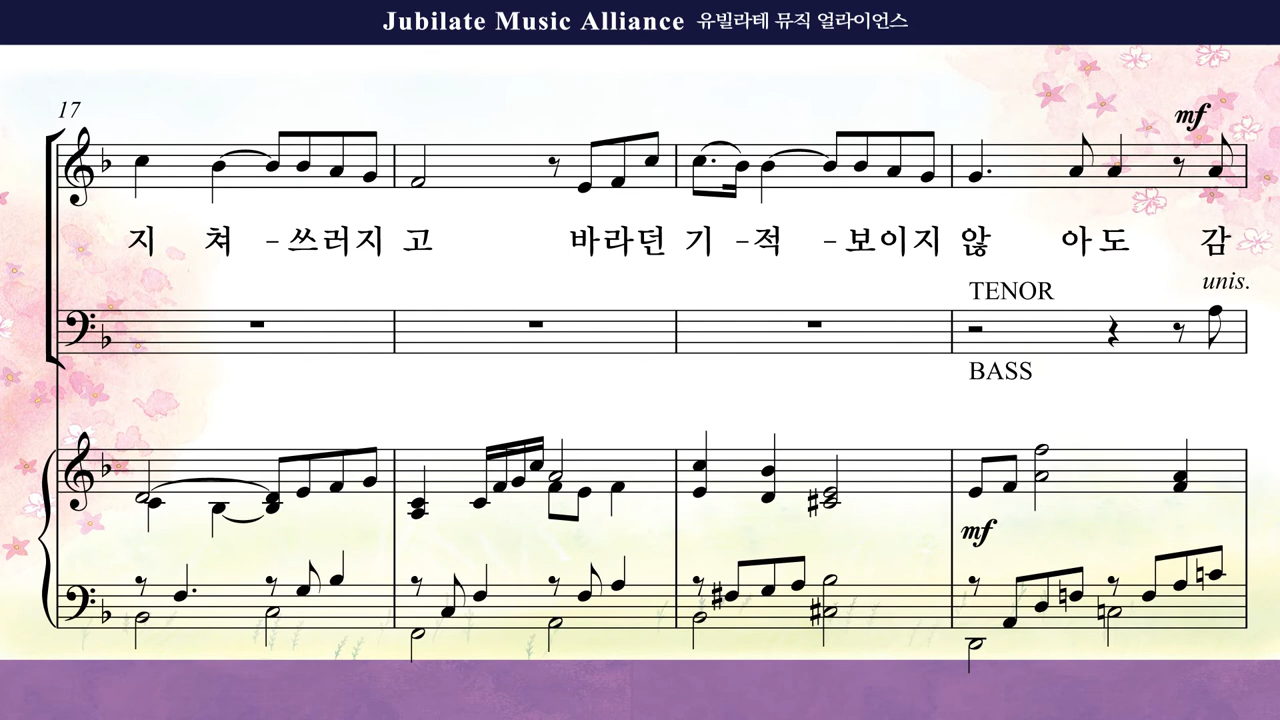 Jubilate Music Alliance 유빌라테 뮤직 얼라이언스
17
mf
지 쳐 - 쓰러지 고 바라던 기 - 적 - 보이지 않 아도 감
unis.
TENOR
BASS
mf